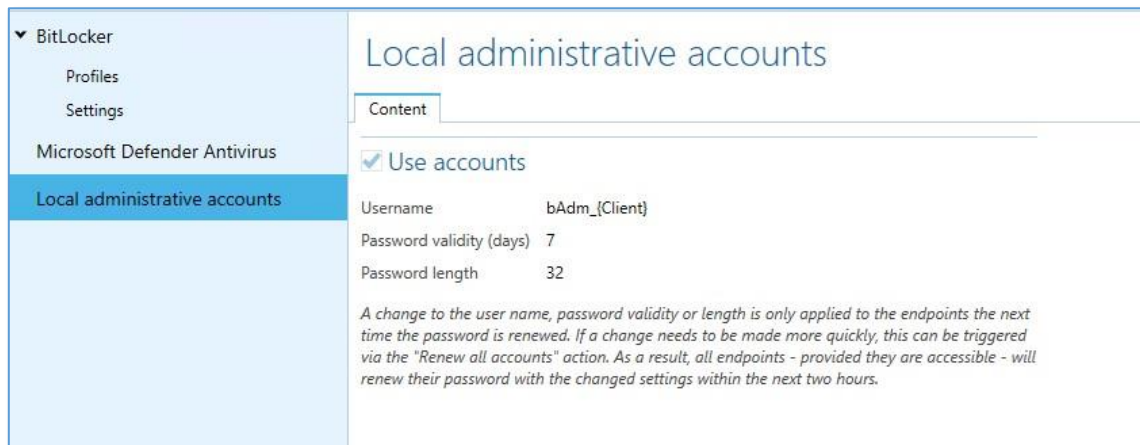 BitLocker
Profiles
Settings
Microsoft Defender Antivirus
Local administrative accounts
Local administrative accounts
Content
Use accounts
Username bAdm_{Client}
Password validity (days) 7
Password length 32
A change to the user name, password validity or length is only applied to the endpoints the next
time the password is renewed. If a change needs to be made more quickly, this can be triggered
via the "Renew all accounts" action. As a result, all endpoints - provided they are accessible - will
renew their password with the changed settings within the next two hours.